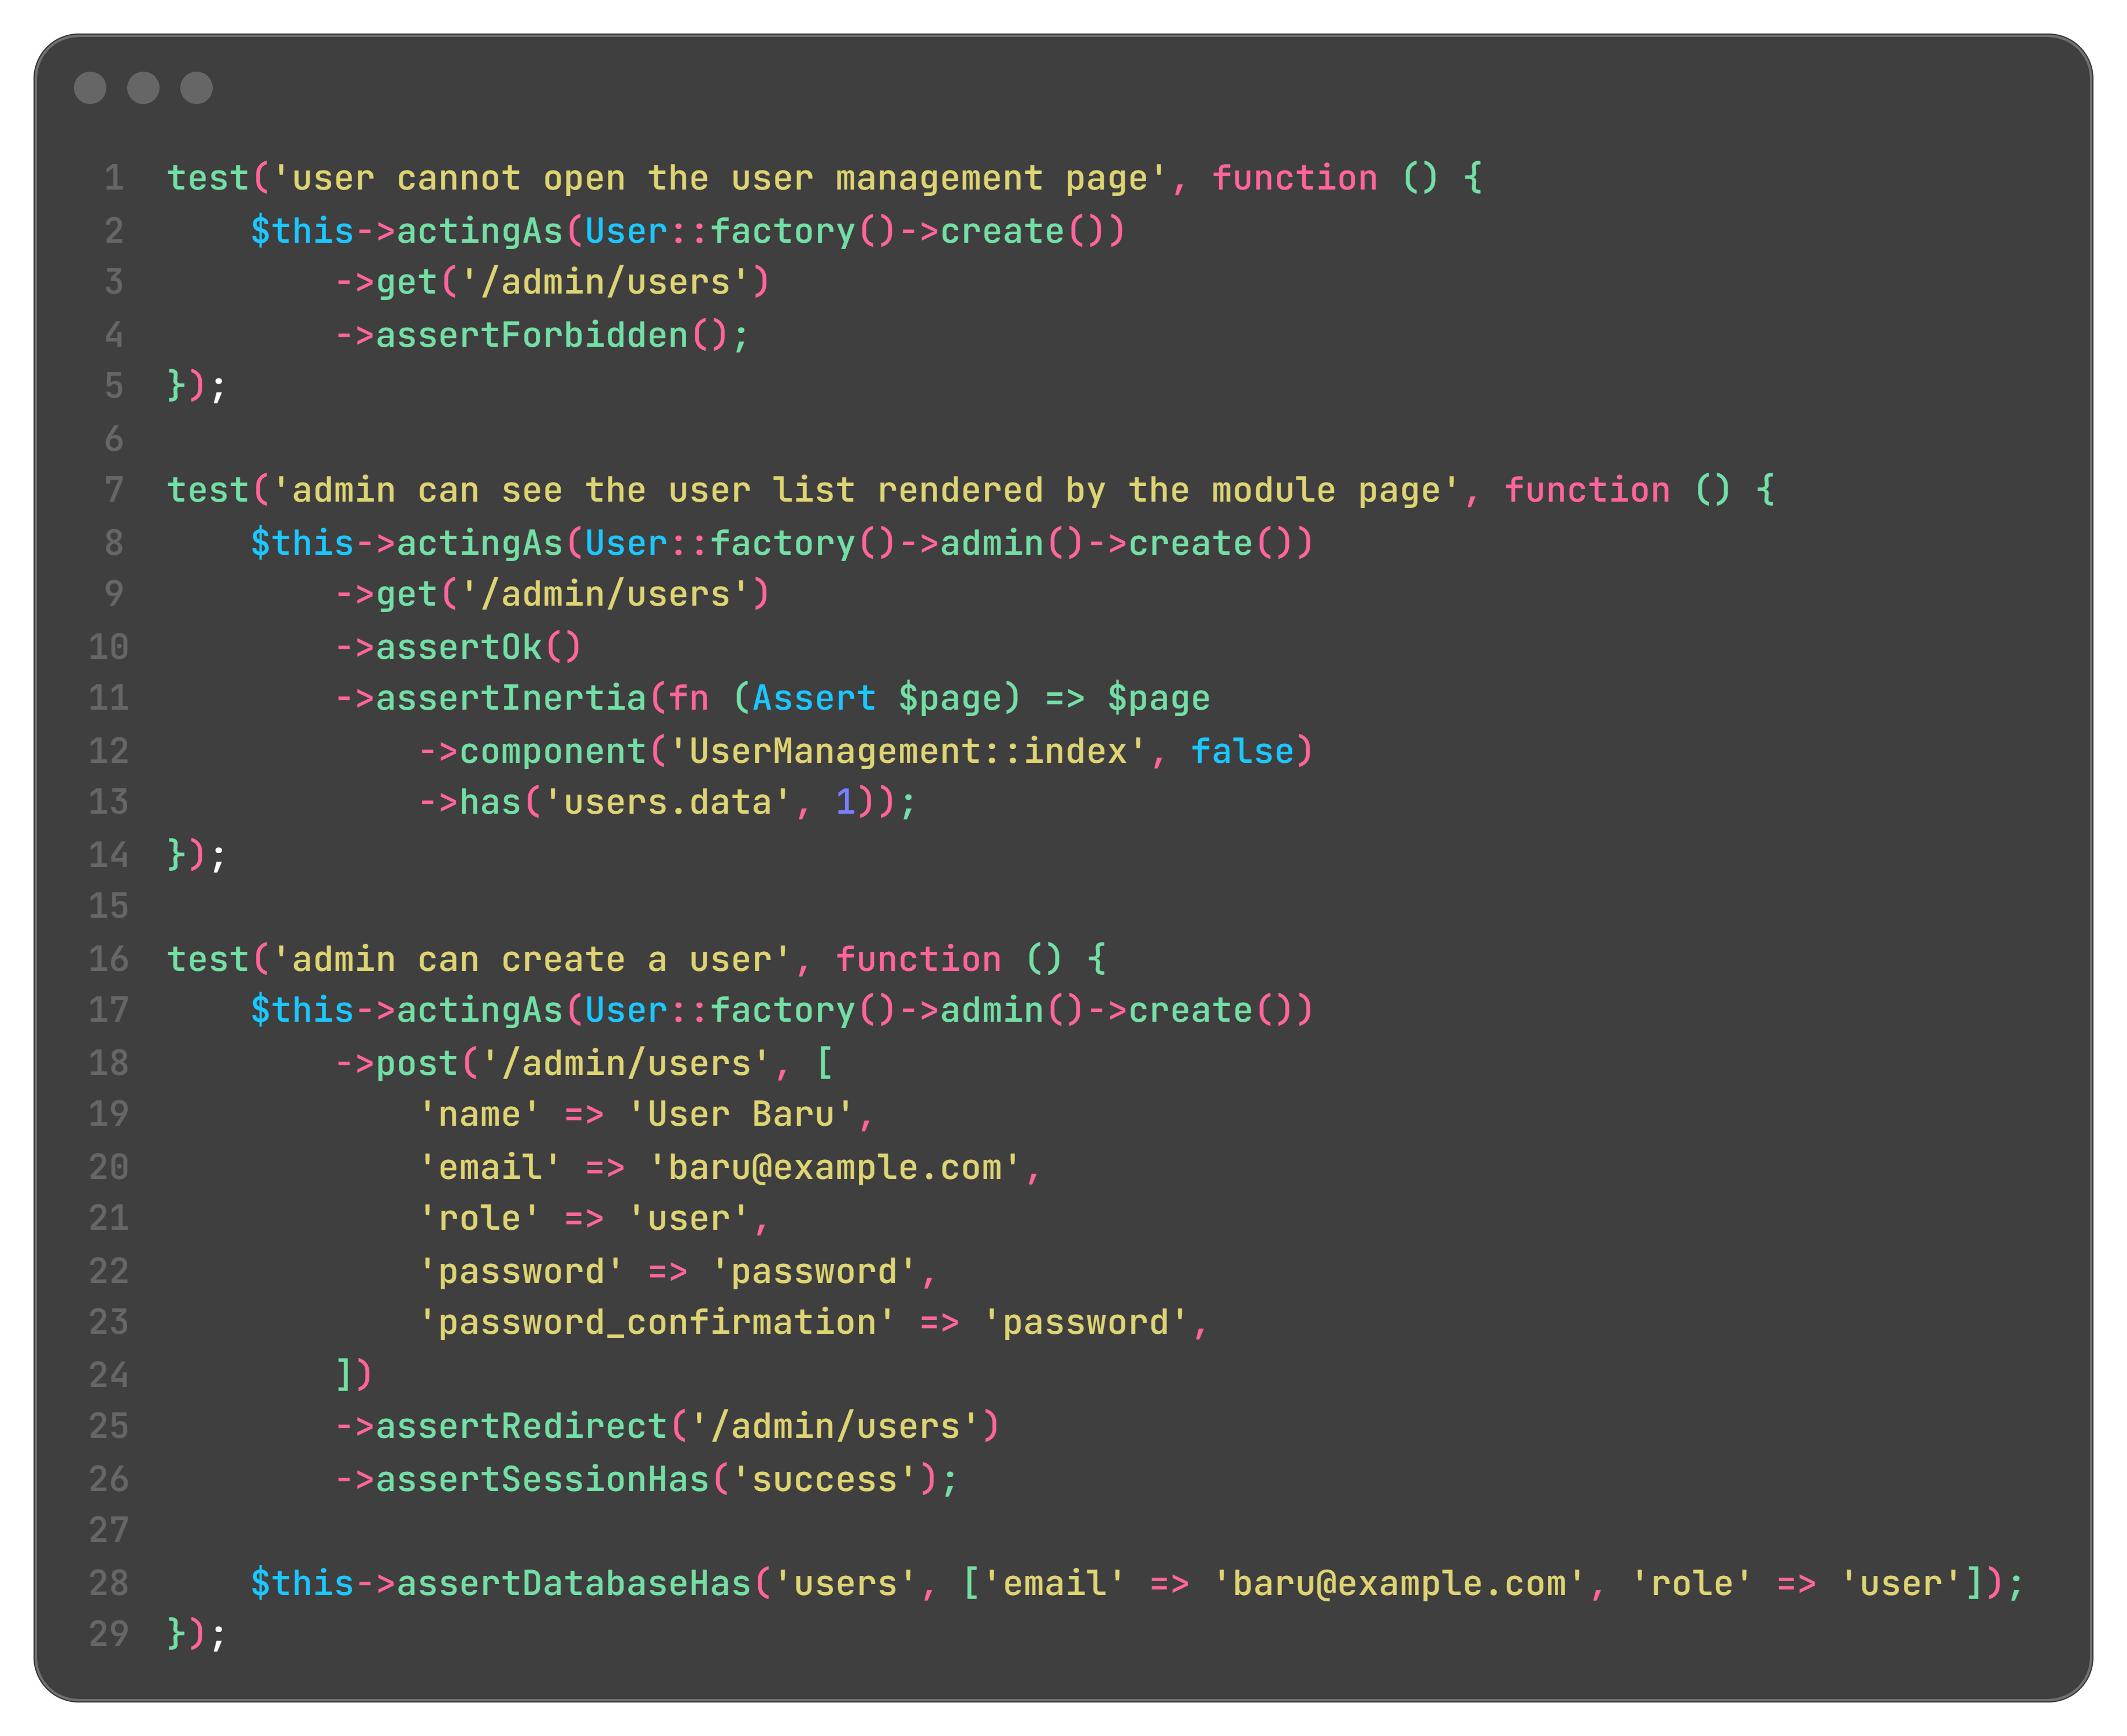 1 test('user cannot open the user management page', function () {
2     $this->actingAs(User::factory()->create())
3         ->get('/admin/users')
4         ->assertForbidden();
5 });
6
7 test('admin can see the user list rendered by the module page', function () {
8     $this->actingAs(User::factory()->admin()->create())
9         ->get('/admin/users')
10         ->assertOk()
11         ->assertInertia(fn (Assert $page) => $page
12             ->component('UserManagement::index', false)
13             ->has('users.data', 1));
14 });
15
16 test('admin can create a user', function () {
17     $this->actingAs(User::factory()->admin()->create())
18         ->post('/admin/users', [
19             'name' => 'User Baru',
20             'email' => 'baru@example.com',
21             'role' => 'user',
22             'password' => 'password',
23             'password_confirmation' => 'password',
24         ])
25         ->assertRedirect('/admin/users')
26         ->assertSessionHas('success');
27
28     $this->assertDatabaseHas('users', ['email' => 'baru@example.com', 'role' => 'user']);
29 });